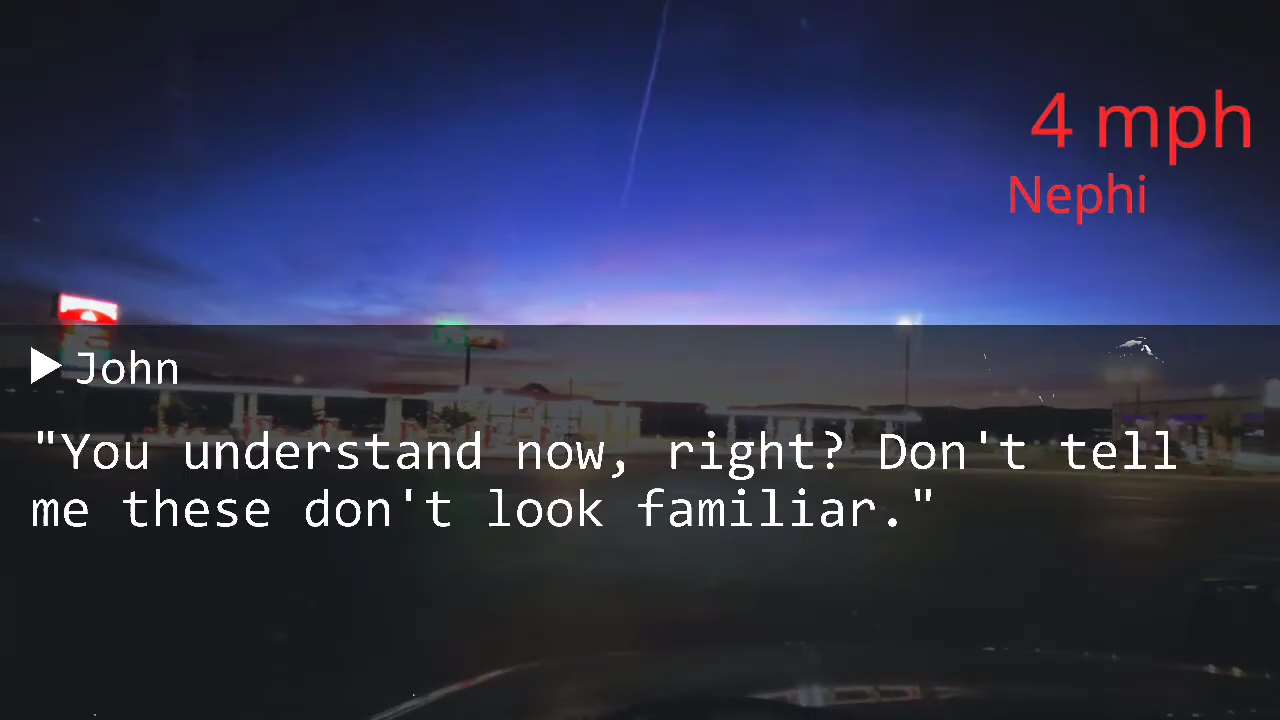 4 mph
Nephi
John
"You understand now, right? Don't tell
me these don't look familiar."